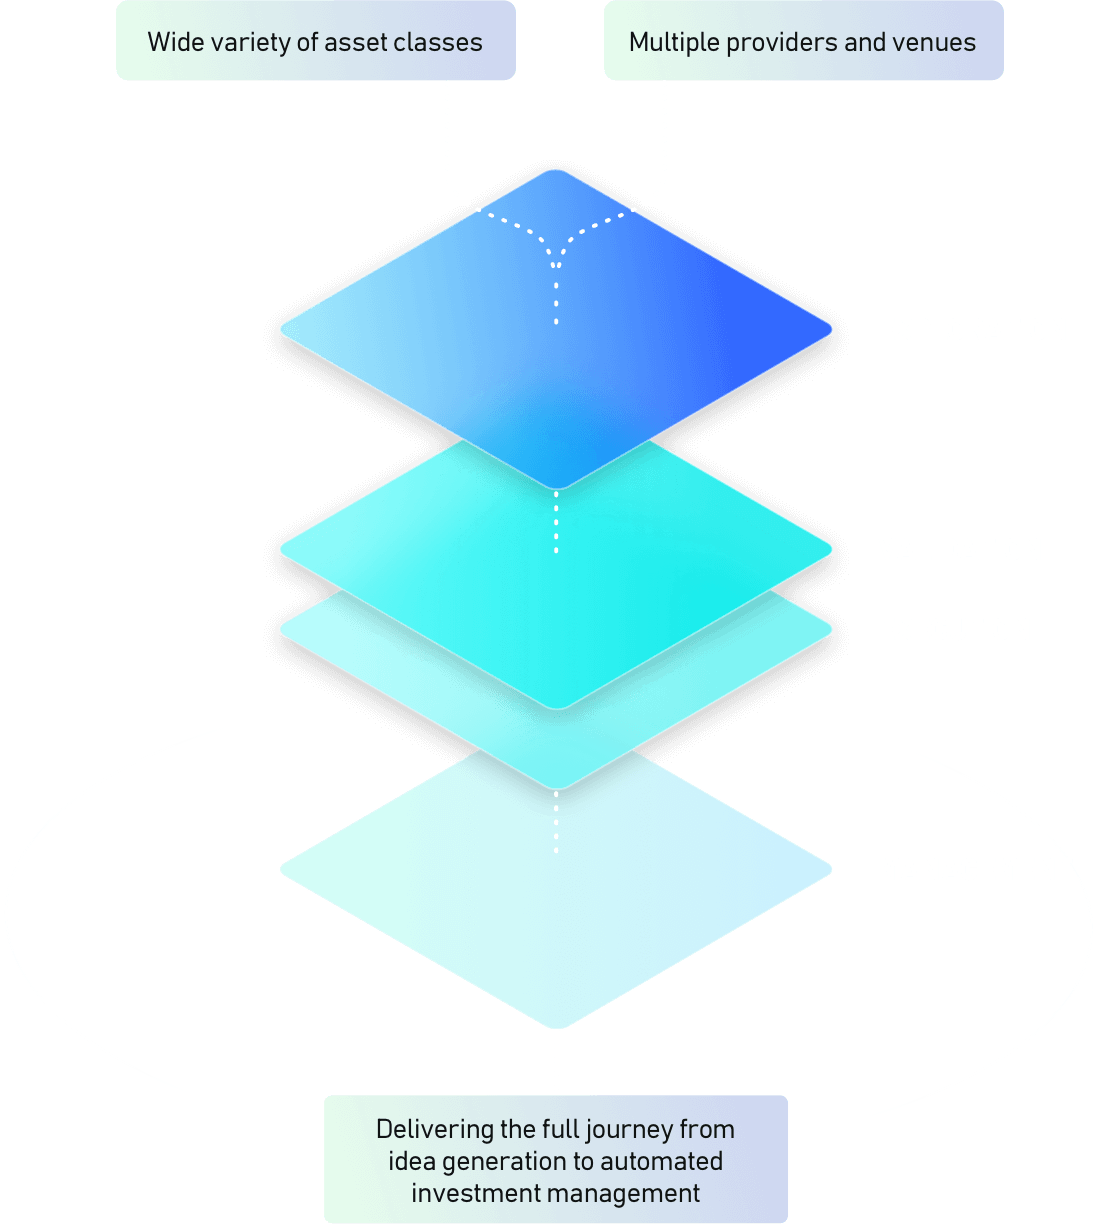 Wide variety of asset classes
Multiple providers and venues
Delivering the full journey from
idea generation to automated
investment management